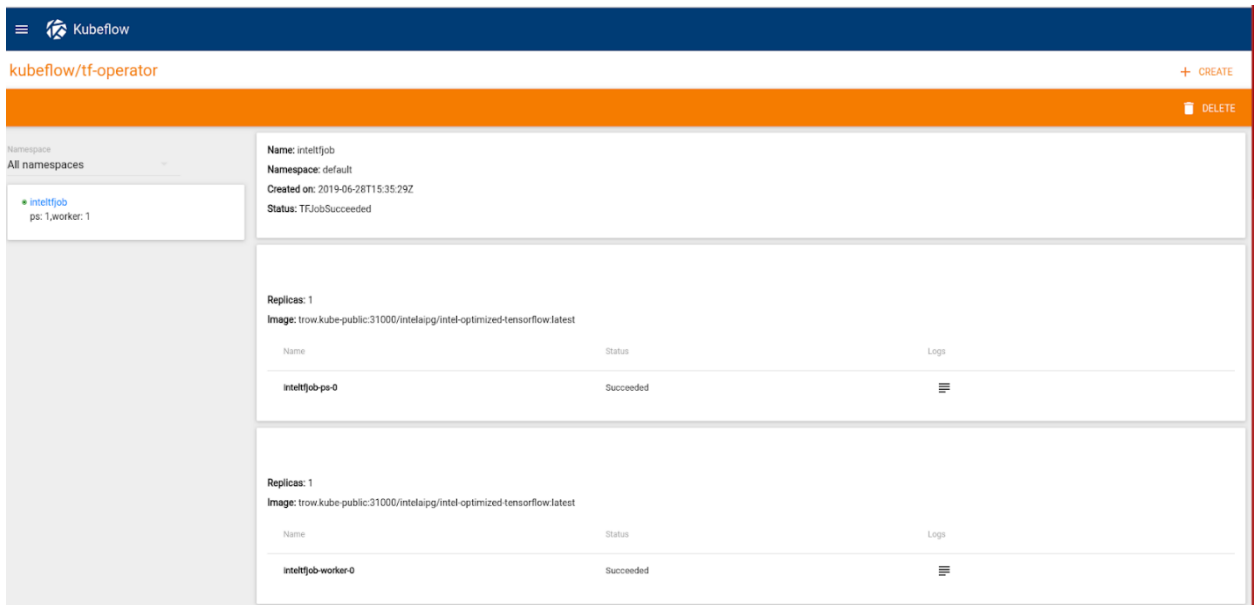 Kubeflow
kubeflow/tf-operator
+ CREATE
DELETE
Namespace
All namespaces
inteltfjob
ps: 1,worker: 1
Name: inteltfjob
Namespace: default
Created on: 2019-06-28T15:35:29Z
Status: TFJobSucceeded
Replicas: 1
Image: trow.kube-public:31000/intelaipg/intel-optimized-tensorflow:latest
Name Status Logs
inteltfjob-ps-0 Succeeded
Replicas: 1
Image: trow.kube-public:31000/intelaipg/intel-optimized-tensorflow:latest
Name Status Logs
inteltfjob-worker-0 Succeeded